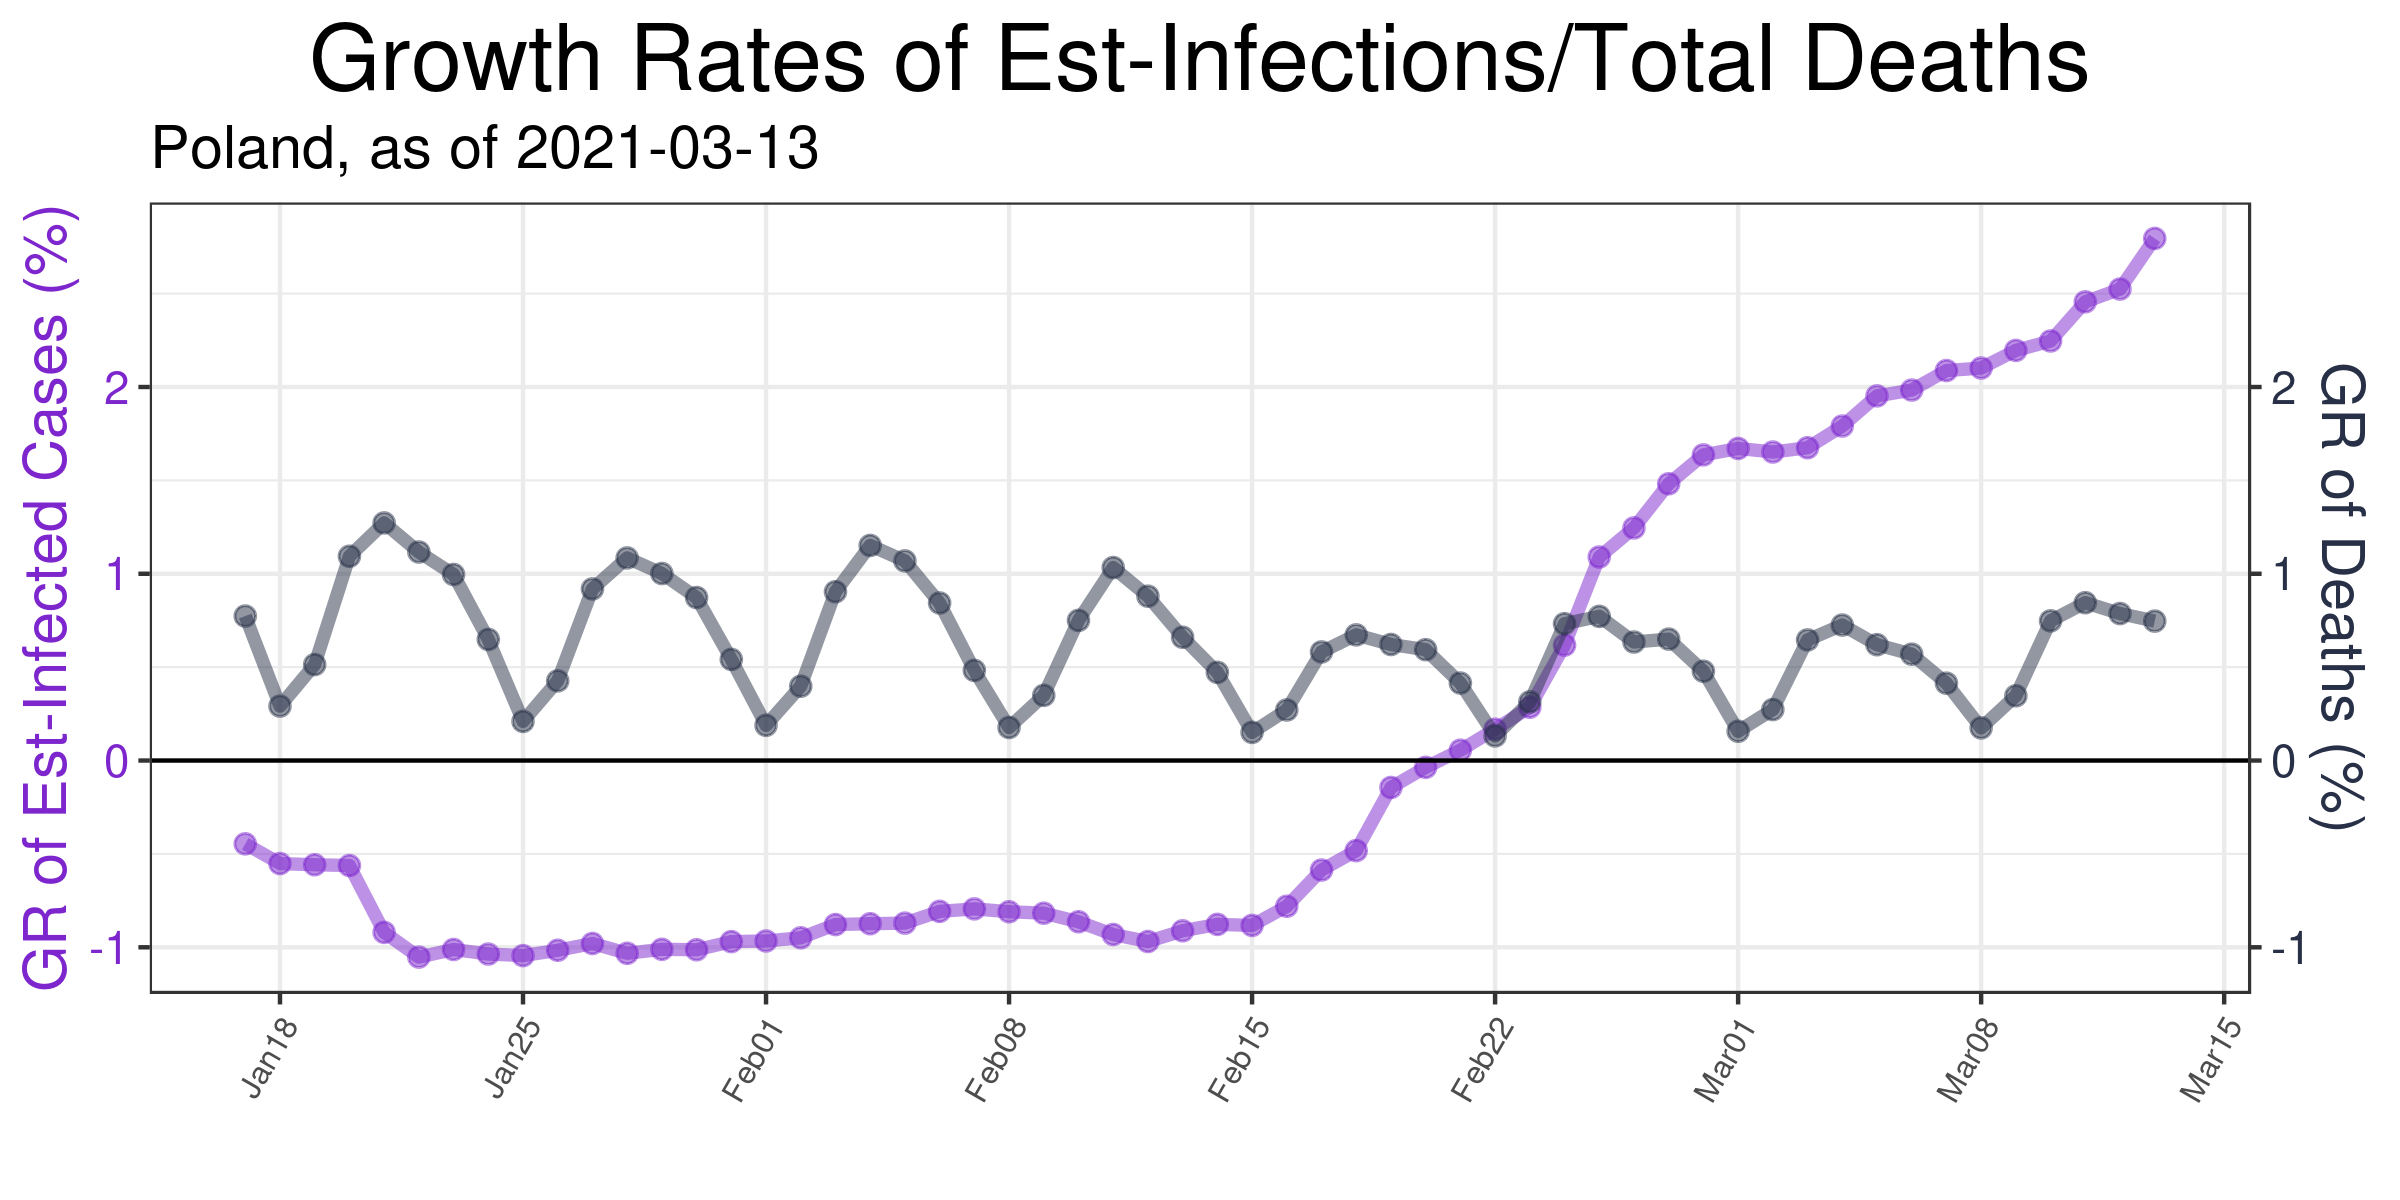 Growth Rates of Est-Infections/Total Deaths
Poland, as of 2021-03-13
GR of Est-Infected Cases (%)
2
1
0
-1
2
1
0
-1
GR of Deaths (%)
Jan18
Jan25
Feb01
Feb08
Feb15
Feb22
Mar01
Mar08
Mar15